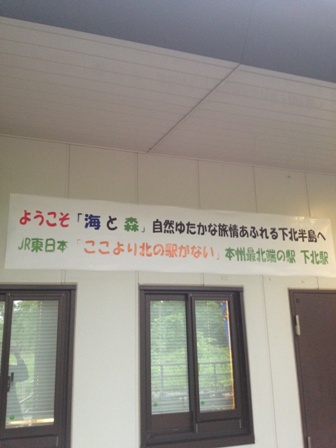 ようこそ「海と森」自然ゆたかな旅情あふれる下北半島へ
JR東日本「ここより北の駅がない」本州最北端の駅 下北駅